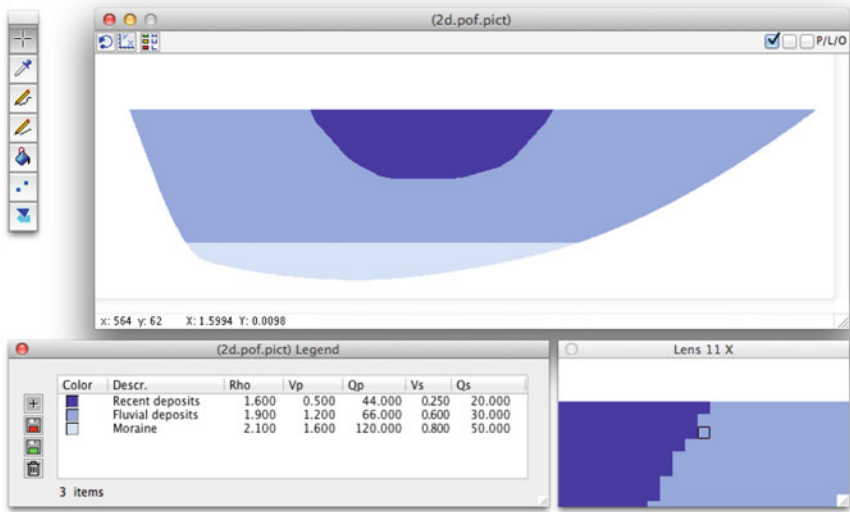 (2d.pof.pict)
P/L/O
x: 564 y: 62 X: 1.5994 Y: 0.0098
(2d.pof.pict) Legend
Color Descr. Rho Vp Qp Vs Qs
Recent deposits 1.600 0.500 44.000 0.250 20.000
Fluvial deposits 1.900 1.200 66.000 0.600 30.000
Moraine 2.100 1.600 120.000 0.800 50.000
3 items
Lens 11 X